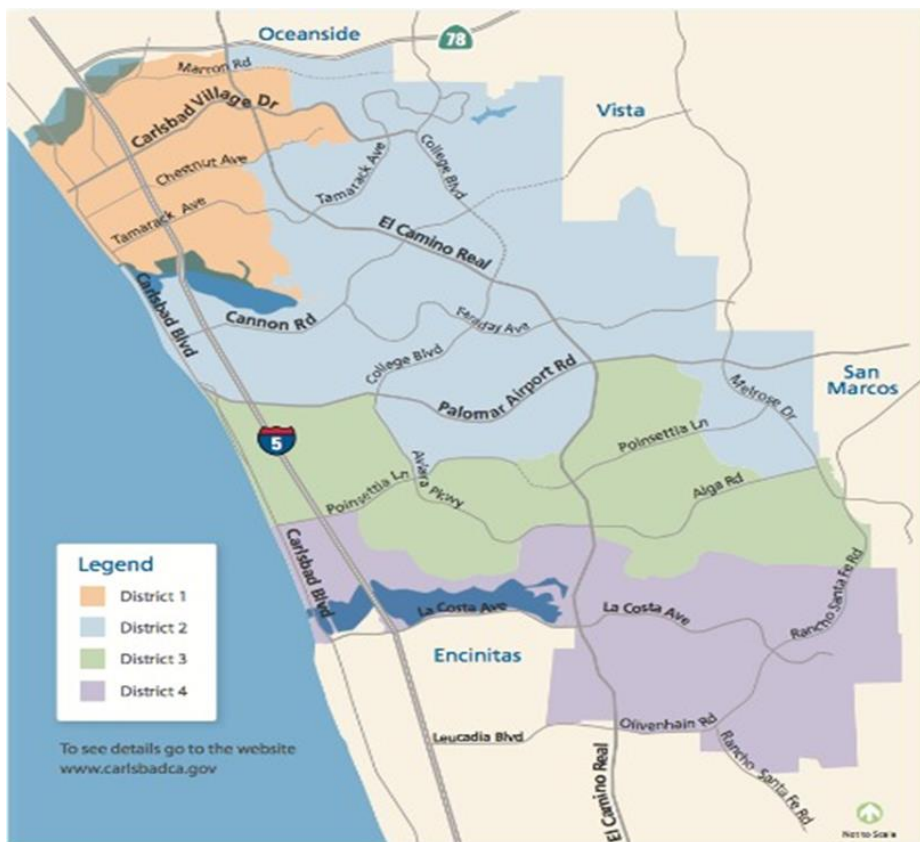 Oceanside
78
Marron Rd
Vista
Carlsbad Village Dr
Chestnut Ave
Tamarack Ave
College Blvd
Tamarack Ave
El Camino Real
Carlsbad Blvd
Cannon Rd
Faraday Ave
College Blvd
San
Marcos
Palomar Airport Rd
Melrose Dr
5
Poinsettia Ln
Aviara Pkwy
Poinsettia Ln
Alga Rd
Carlsbad Blvd
Legend
District 1
District 2
District 3
District 4
La Costa Ave
La Costa Ave
Rancho Santa Fe Rd
Encinitas
Olivenhain Rd
Leucadia Blvd
Rancho Santa Fe Rd
El Camino Real
To see details go to the website
www.carlsbadca.gov
Not to Scale